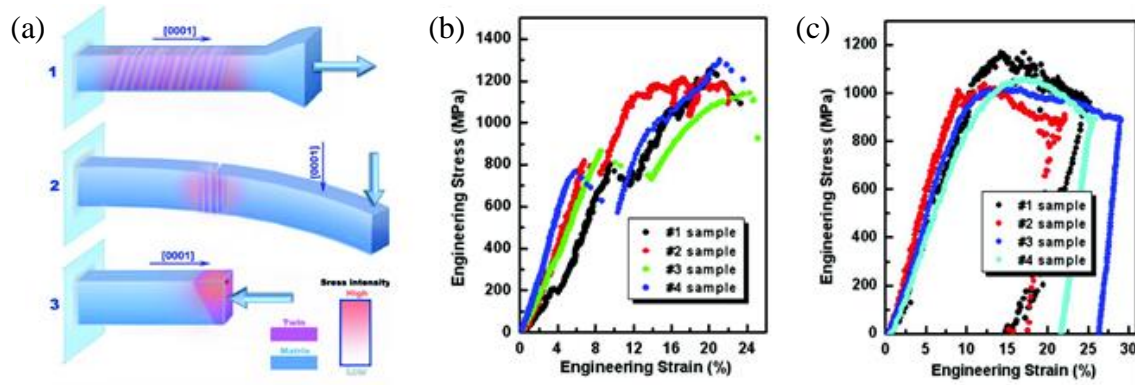 (a)
[0001]
1
2
[0001]
[0001]
3
Sress Intensity
High
Twin
Matrix
LOW
(b)
1400
1200
1000
800
600
400
200
0
0 4 8 12 16 20 24
Engineering Stress (MPa)
Engineering Strain (%)
#1 sample
#2 sample
#3 sample
#4 sample
(c)
1200
1000
800
600
400
200
0
0 5 10 15 20 25 30
Engineering Stress (MPa)
Engineering Strain (%)
#1 sample
#2 sample
#3 sample
#4 sample